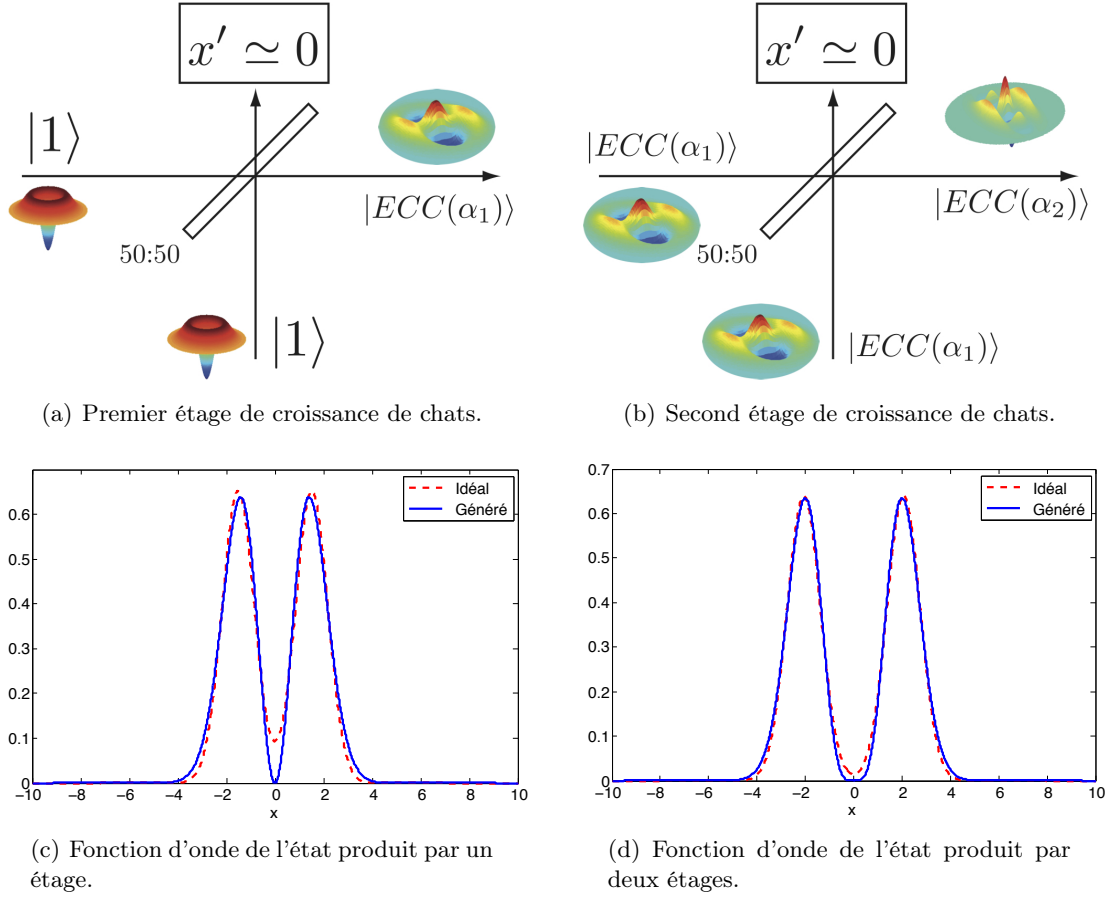 x′ ≃ 0
|1⟩
|ECC(α₁)⟩
50:50
|1⟩
(a) Premier étage de croissance de chats.
x′ ≃ 0
|ECC(α₁)⟩
|ECC(α₂)⟩
50:50
|ECC(α₁)⟩
(b) Second étage de croissance de chats.
Idéal
Généré
0.6
0.5
0.4
0.3
0.2
0.1
0
−10 −8 −6 −4 −2 0 2 4 6 8 10
x
(c) Fonction d'onde de l'état produit par un
étage.
0.7
Idéal
Généré
0.6
0.5
0.4
0.3
0.2
0.1
0
−10 −8 −6 −4 −2 0 2 4 6 8 10
x
(d) Fonction d'onde de l'état produit par
deux étages.